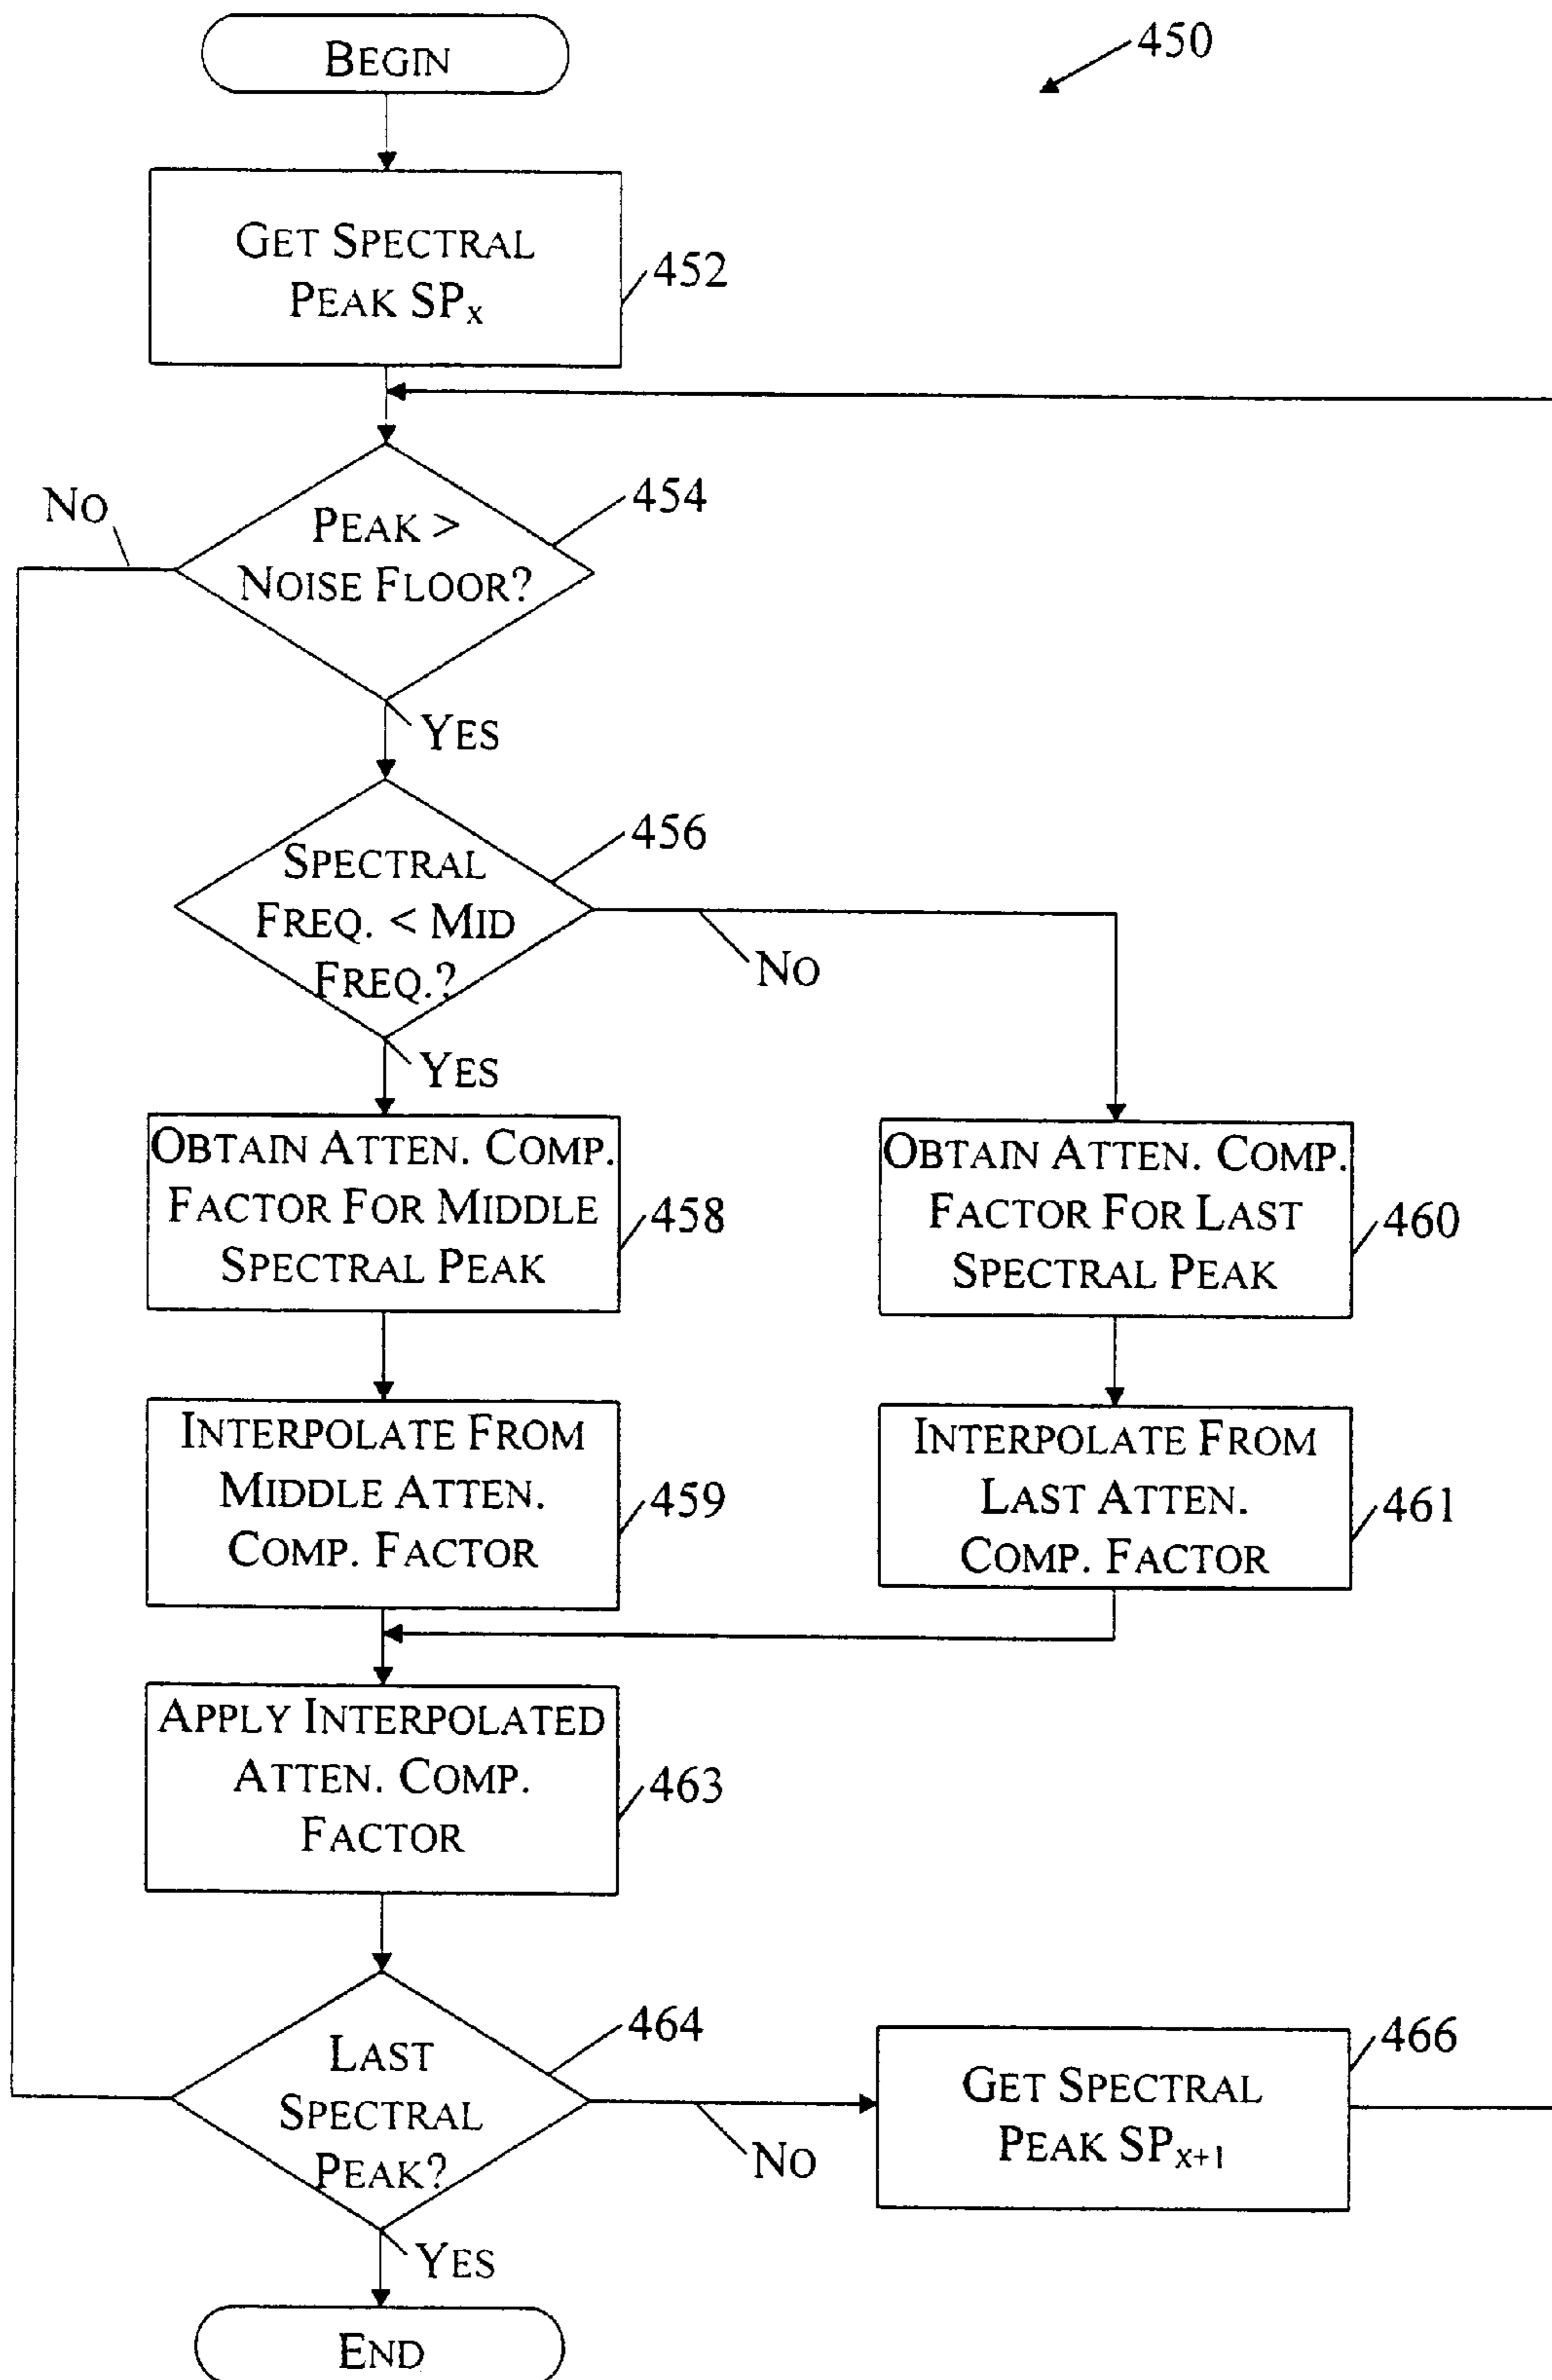 BEGIN
450
GET SPECTRAL
PEAK SPx
452
NO
454
PEAK >
NOISE FLOOR?
YES
456
SPECTRAL
FREQ. < MID
FREQ.?
NO
YES
OBTAIN ATTEN. COMP.
FACTOR FOR MIDDLE
SPECTRAL PEAK
458
OBTAIN ATTEN. COMP.
FACTOR FOR LAST
SPECTRAL PEAK
460
INTERPOLATE FROM
MIDDLE ATTEN.
COMP. FACTOR
459
INTERPOLATE FROM
LAST ATTEN.
COMP. FACTOR
461
APPLY INTERPOLATED
ATTEN. COMP.
FACTOR
463
464
LAST
SPECTRAL
PEAK?
NO
466
GET SPECTRAL
PEAK SPx+1
YES
END